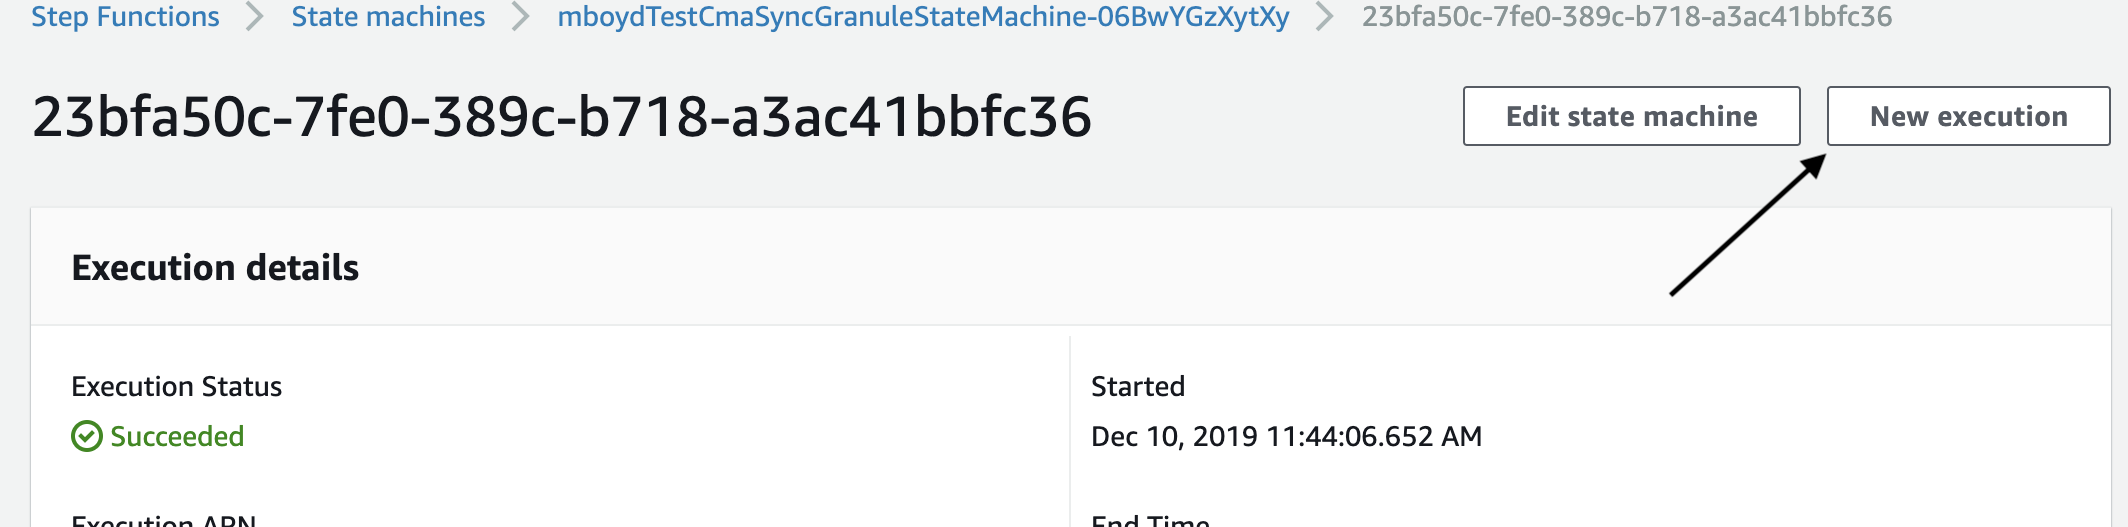 Step Functions > State machines > mboydTestCmaSyncGranuleStateMachine-06BwYGzXytXy > 23bfa50c-7fe0-389c-b718-a3ac41bbfc36
23bfa50c-7fe0-389c-b718-a3ac41bbfc36
Edit state machine
New execution
Execution details
Execution Status
Succeeded
Started
Dec 10, 2019 11:44:06.652 AM
Execution ARN
End Time